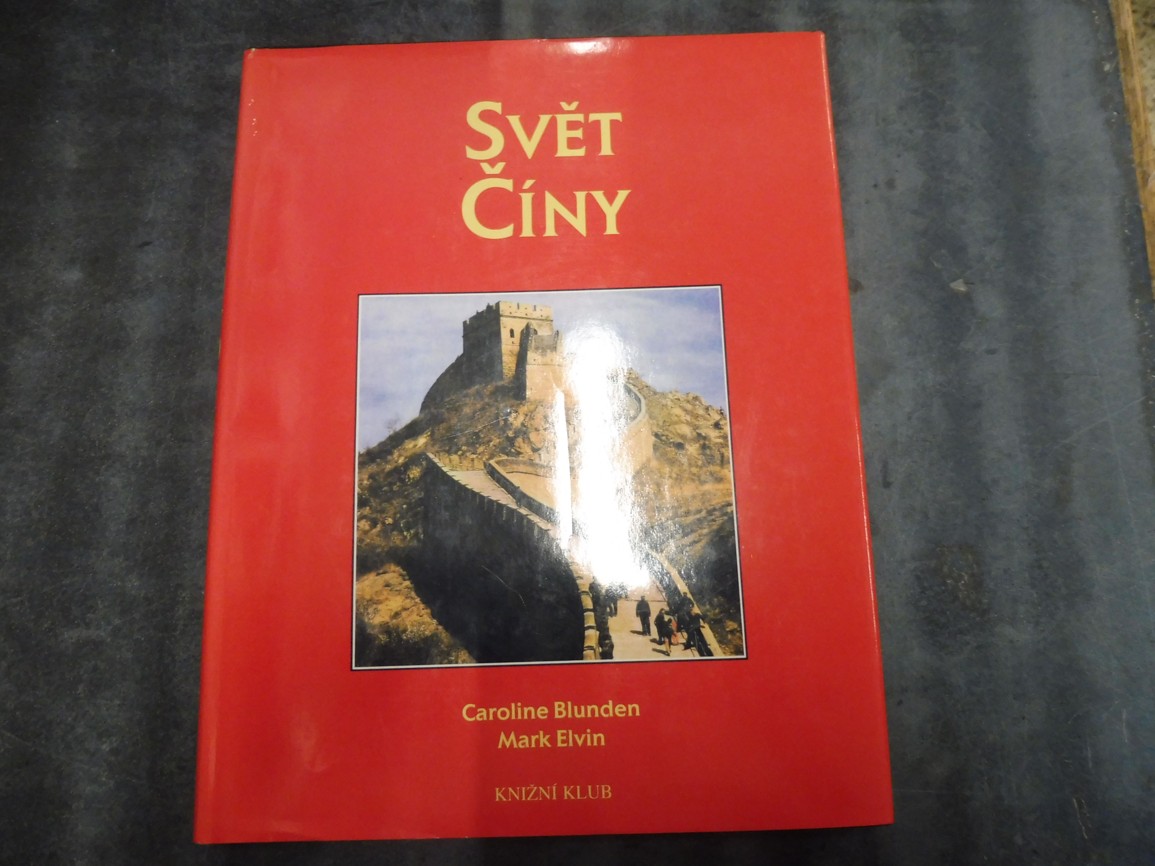 SVĚT
ČÍNY
Caroline Blunden
Mark Elvin
KNIŽNÍ KLUB